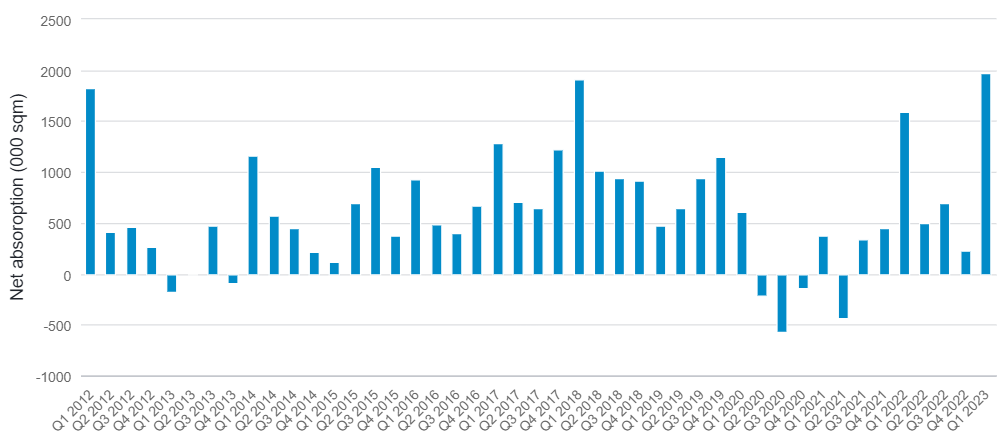 2500
2000
1500
1000
500
0
-500
-1000
Net absoroption (000 sqm)
Q1 2012
Q2 2012
Q3 2012
Q4 2012
Q1 2013
Q2 2013
Q3 2013
Q4 2013
Q1 2014
Q2 2014
Q3 2014
Q4 2014
Q1 2015
Q2 2015
Q3 2015
Q4 2015
Q1 2016
Q2 2016
Q3 2016
Q4 2016
Q1 2017
Q2 2017
Q3 2017
Q4 2017
Q1 2018
Q2 2018
Q3 2018
Q4 2018
Q1 2019
Q2 2019
Q3 2019
Q4 2019
Q1 2020
Q2 2020
Q3 2020
Q4 2020
Q1 2021
Q2 2021
Q3 2021
Q4 2021
Q1 2022
Q2 2022
Q3 2022
Q4 2022
Q1 2023